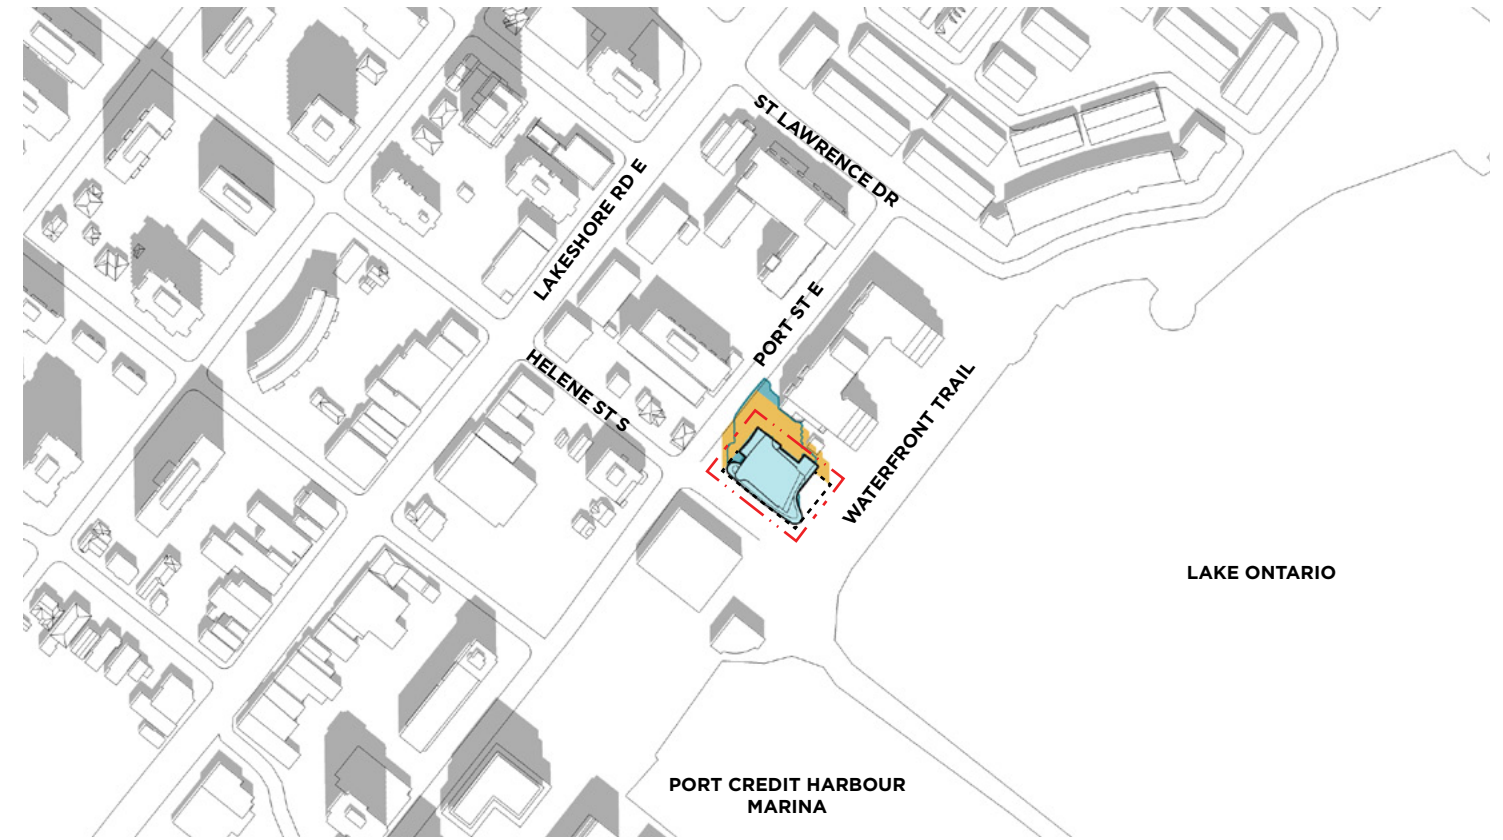 ST LAWRENCE DR
LAKESHORE RD E
PORT ST E
HELENE ST S
WATERFRONT TRAIL
LAKE ONTARIO
PORT CREDIT HARBOUR
MARINA